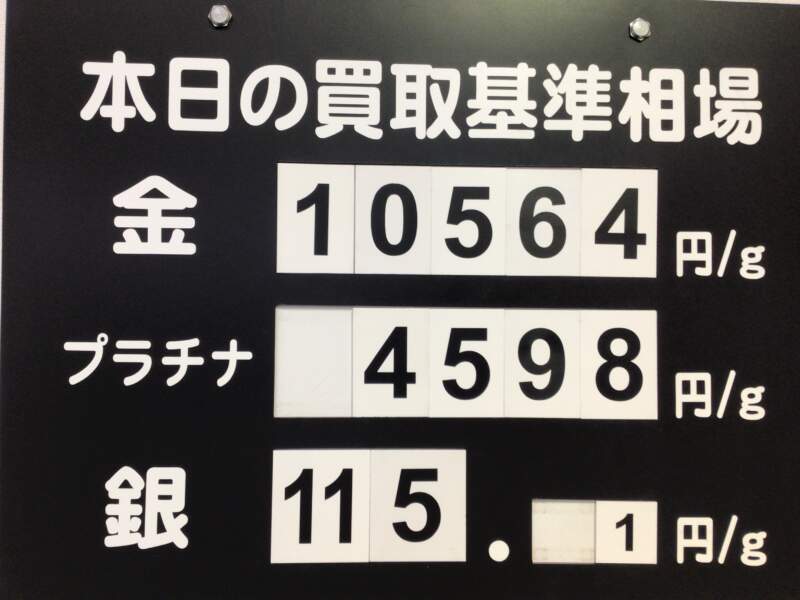 本日の買取基準相場
金 10564 円/g
プラチナ 4598 円/g
銀 115. 1 円/g